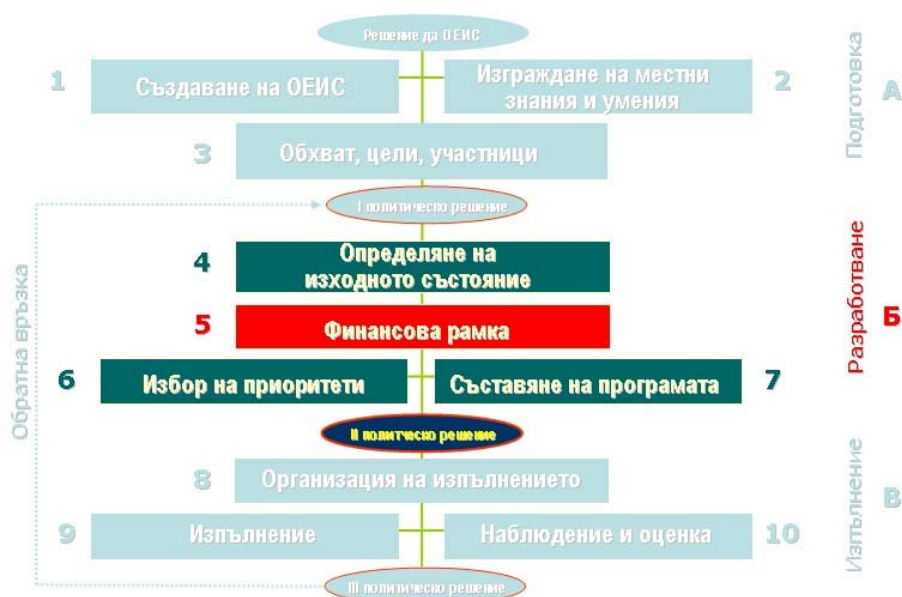 Решение да ОЕИС
1
Създаване на ОЕИС
Изграждане на местни
знания и умения
2
3
Обхват, цели, участници
I политическо решение
4
Определяне на
изходното състояние
5
Финансова рамка
6
Избор на приоритети
Съставяне на програмата
7
II политческо решение
8
Организация на изпълнението
9
Изпълнение
Наблюдение и оценка
10
III политическо решение
Обратна връзка
Подготовка
А
Разработване
Б
Изпълнение
В